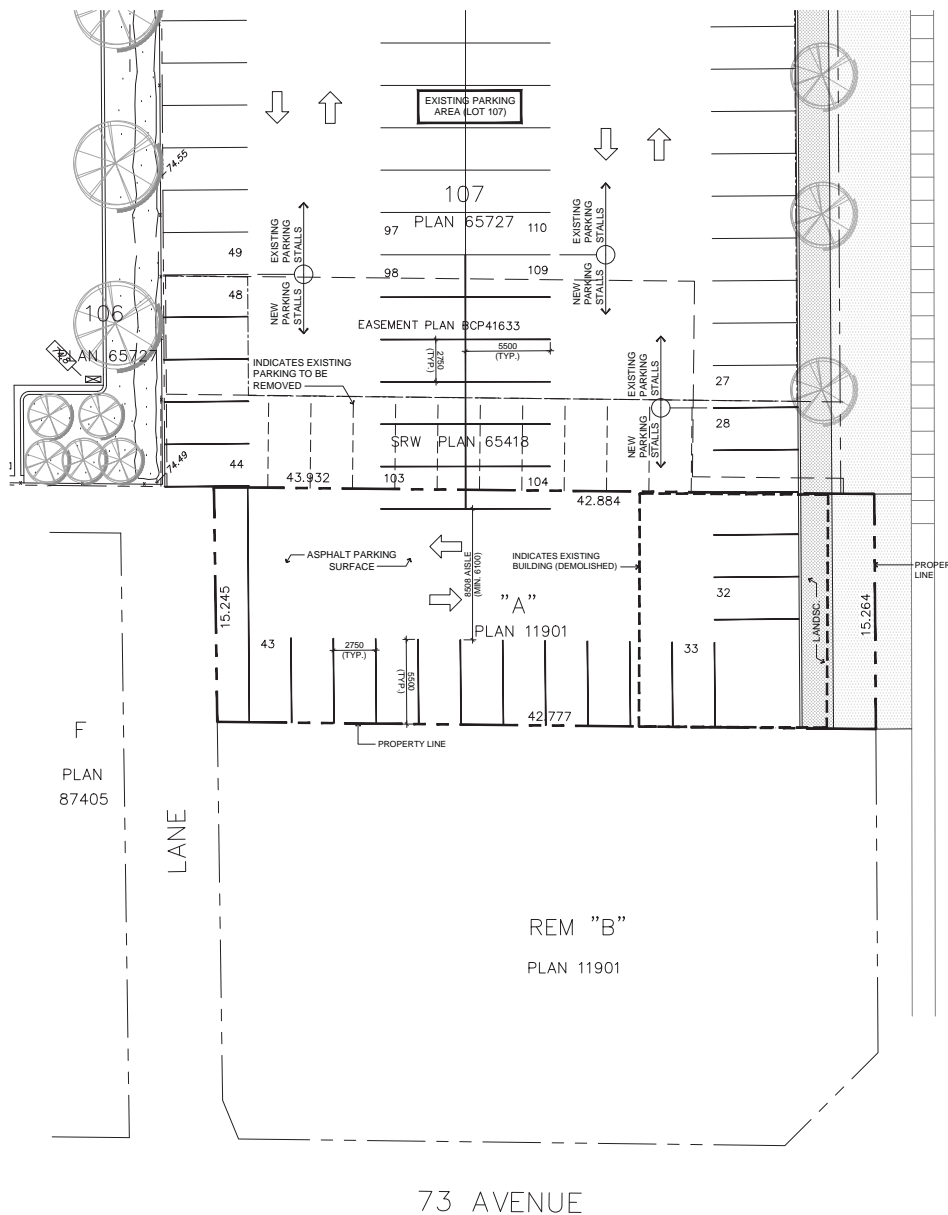 EXISTING PARKING
AREA (LOT 107)
74.55
107
PLAN 65727
97
110
EXISTING
PARKING
STALLS
EXISTING
PARKING
STALLS
49
98
109
48
NEW
PARKING
STALLS
NEW
PARKING
STALLS
106
PLAN 65727
74.8
EASEMENT PLAN BCP41633
5500
(TYP.)
2750
(TYP.)
INDICATES EXISTING
PARKING TO BE
REMOVED
EXISTING
PARKING
STALLS
27
28
NEW
PARKING
STALLS
SRW PLAN 65418
74.49
44
43.932
103
104
42.884
ASPHALT PARKING
SURFACE
8508 AISLE
(MIN. 6100)
INDICATES EXISTING
BUILDING (DEMOLISHED)
PROPER
LINE
32
15.245
"A"
PLAN 11901
LANDSC.
15.264
43
2750
(TYP.)
5500
(TYP.)
33
42.777
PROPERTY LINE
F
PLAN
87405
LANE
REM "B"
PLAN 11901
73 AVENUE